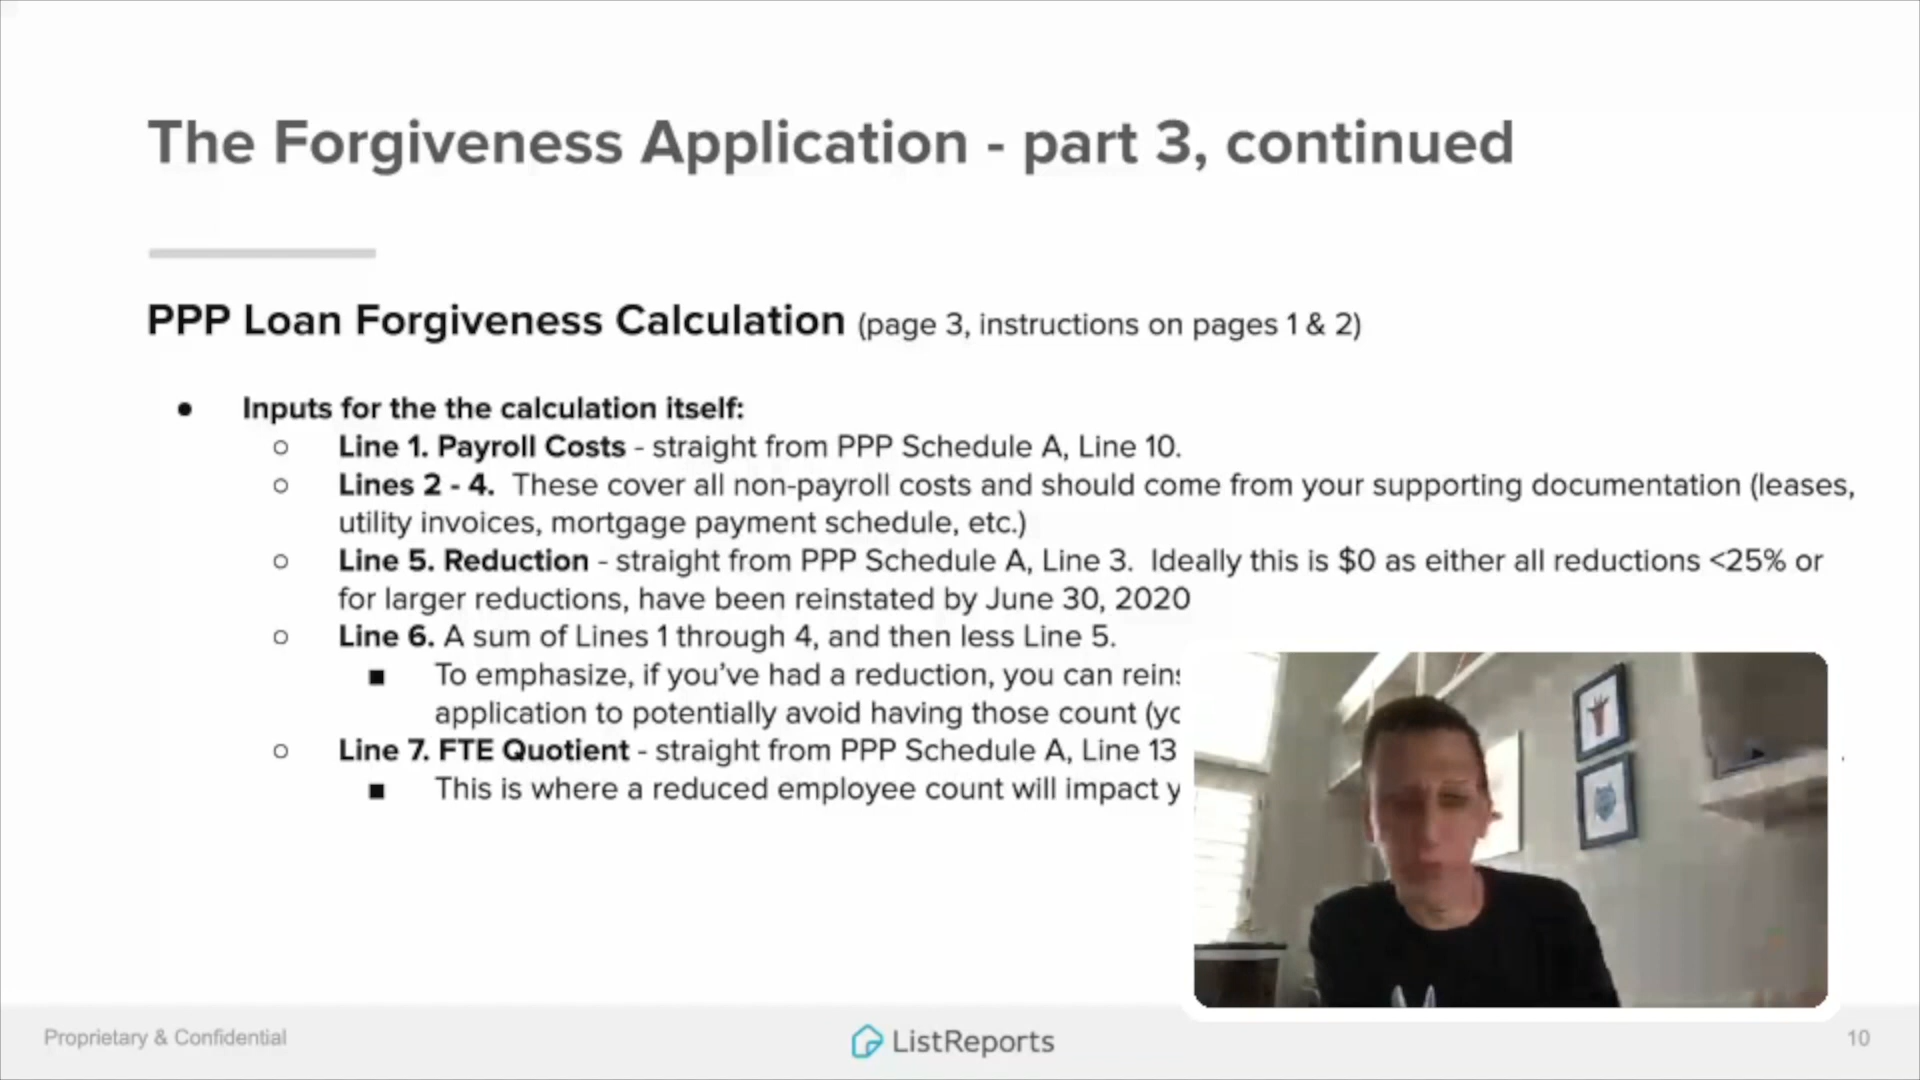 The Forgiveness Application - part 3, continued
PPP Loan Forgiveness Calculation (page 3, instructions on pages 1 & 2)
● Inputs for the the calculation itself:
○ Line 1. Payroll Costs - straight from PPP Schedule A, Line 10.
○ Lines 2 - 4. These cover all non-payroll costs and should come from your supporting documentation (leases,
utility invoices, mortgage payment schedule, etc.)
○ Line 5. Reduction - straight from PPP Schedule A, Line 3. Ideally this is $0 as either all reductions <25% or
for larger reductions, have been reinstated by June 30, 2020
○ Line 6. A sum of Lines 1 through 4, and then less Line 5.
■ To emphasize, if you've had a reduction, you can
application to potentially avoid having those count
○ Line 7. FTE Quotient - straight from PPP Schedule A, Line 13
■ This is where a reduced employee count will impact
Proprietary & Confidential
ListReports
10